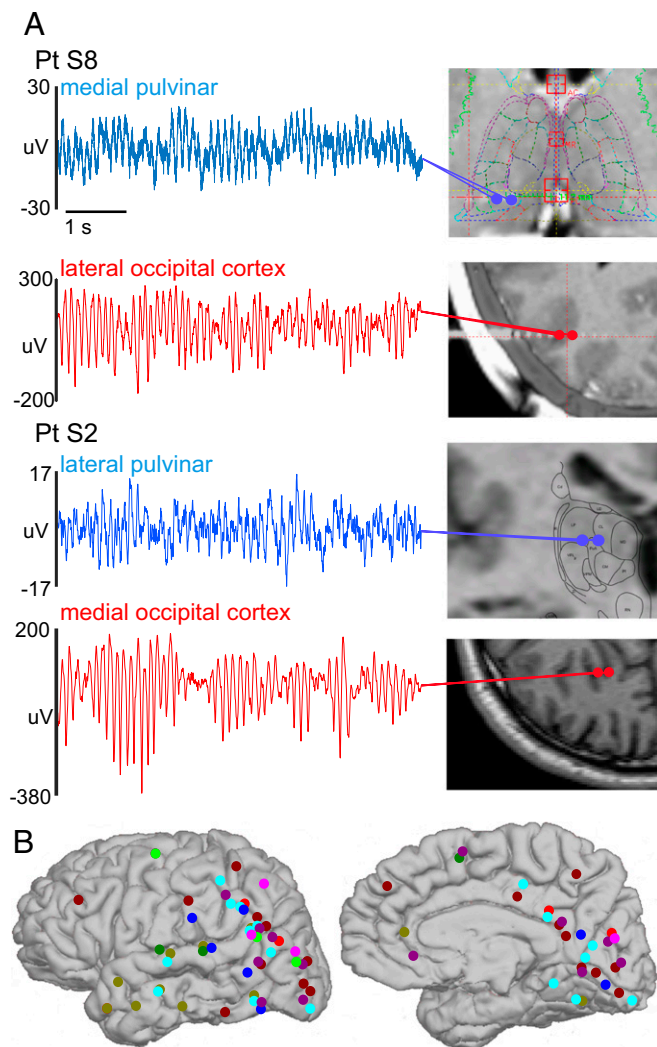 A
Pt S8
30
medial pulvinar
uV
-30
1 s
300
lateral occipital cortex
uV
-200
Pt S2
lateral pulvinar
17
uV
-17
medial occipital cortex
200
uV
-380
B